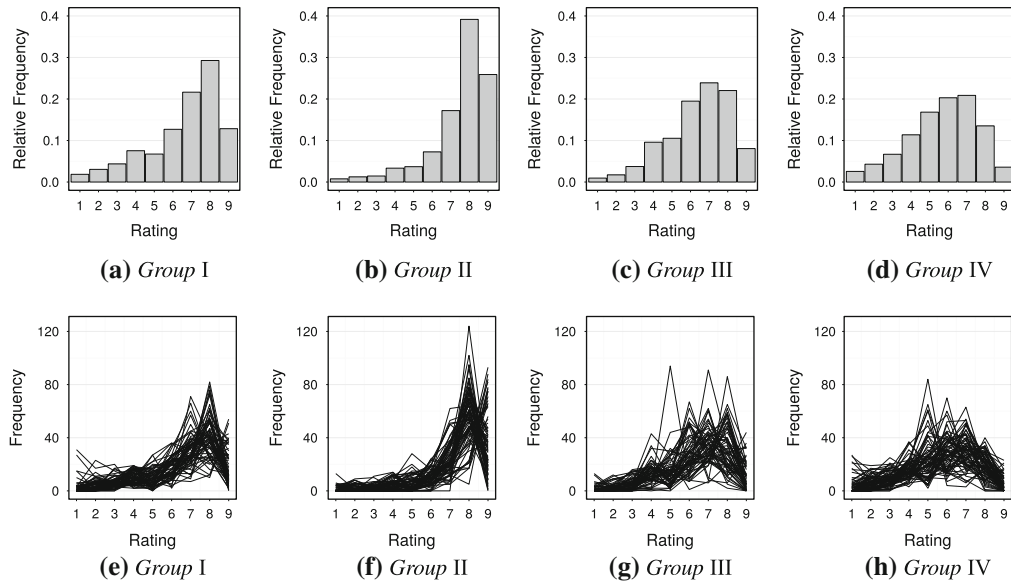 0.4
0.3
0.2
0.1
0.0
Relative Frequency
1 2 3 4 5 6 7 8 9
Rating
(a) Group I
0.4
0.3
0.2
0.1
0.0
Relative Frequency
1 2 3 4 5 6 7 8 9
Rating
(b) Group II
0.4
0.3
0.2
0.1
0.0
Relative Frequency
1 2 3 4 5 6 7 8 9
Rating
(c) Group III
0.4
0.3
0.2
0.1
0.0
Relative Frequency
1 2 3 4 5 6 7 8 9
Rating
(d) Group IV
120
80
40
0
Frequency
1 2 3 4 5 6 7 8 9
Rating
(e) Group I
120
80
40
0
Frequency
1 2 3 4 5 6 7 8 9
Rating
(f) Group II
120
80
40
0
Frequency
1 2 3 4 5 6 7 8 9
Rating
(g) Group III
120
80
40
0
Frequency
1 2 3 4 5 6 7 8 9
Rating
(h) Group IV